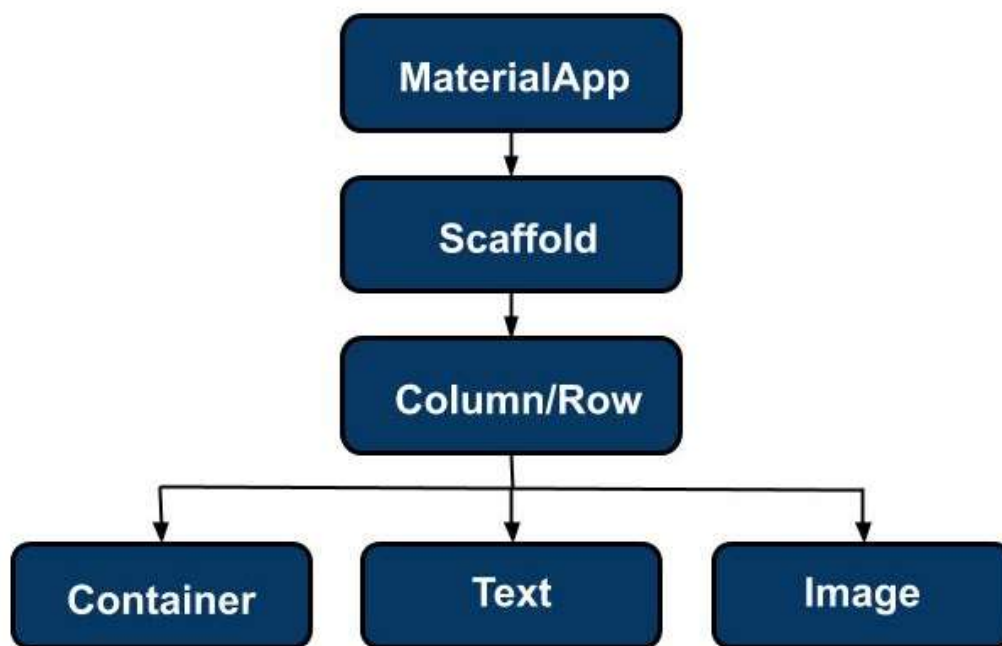 MaterialApp
Scaffold
Column/Row
Container
Text
Image